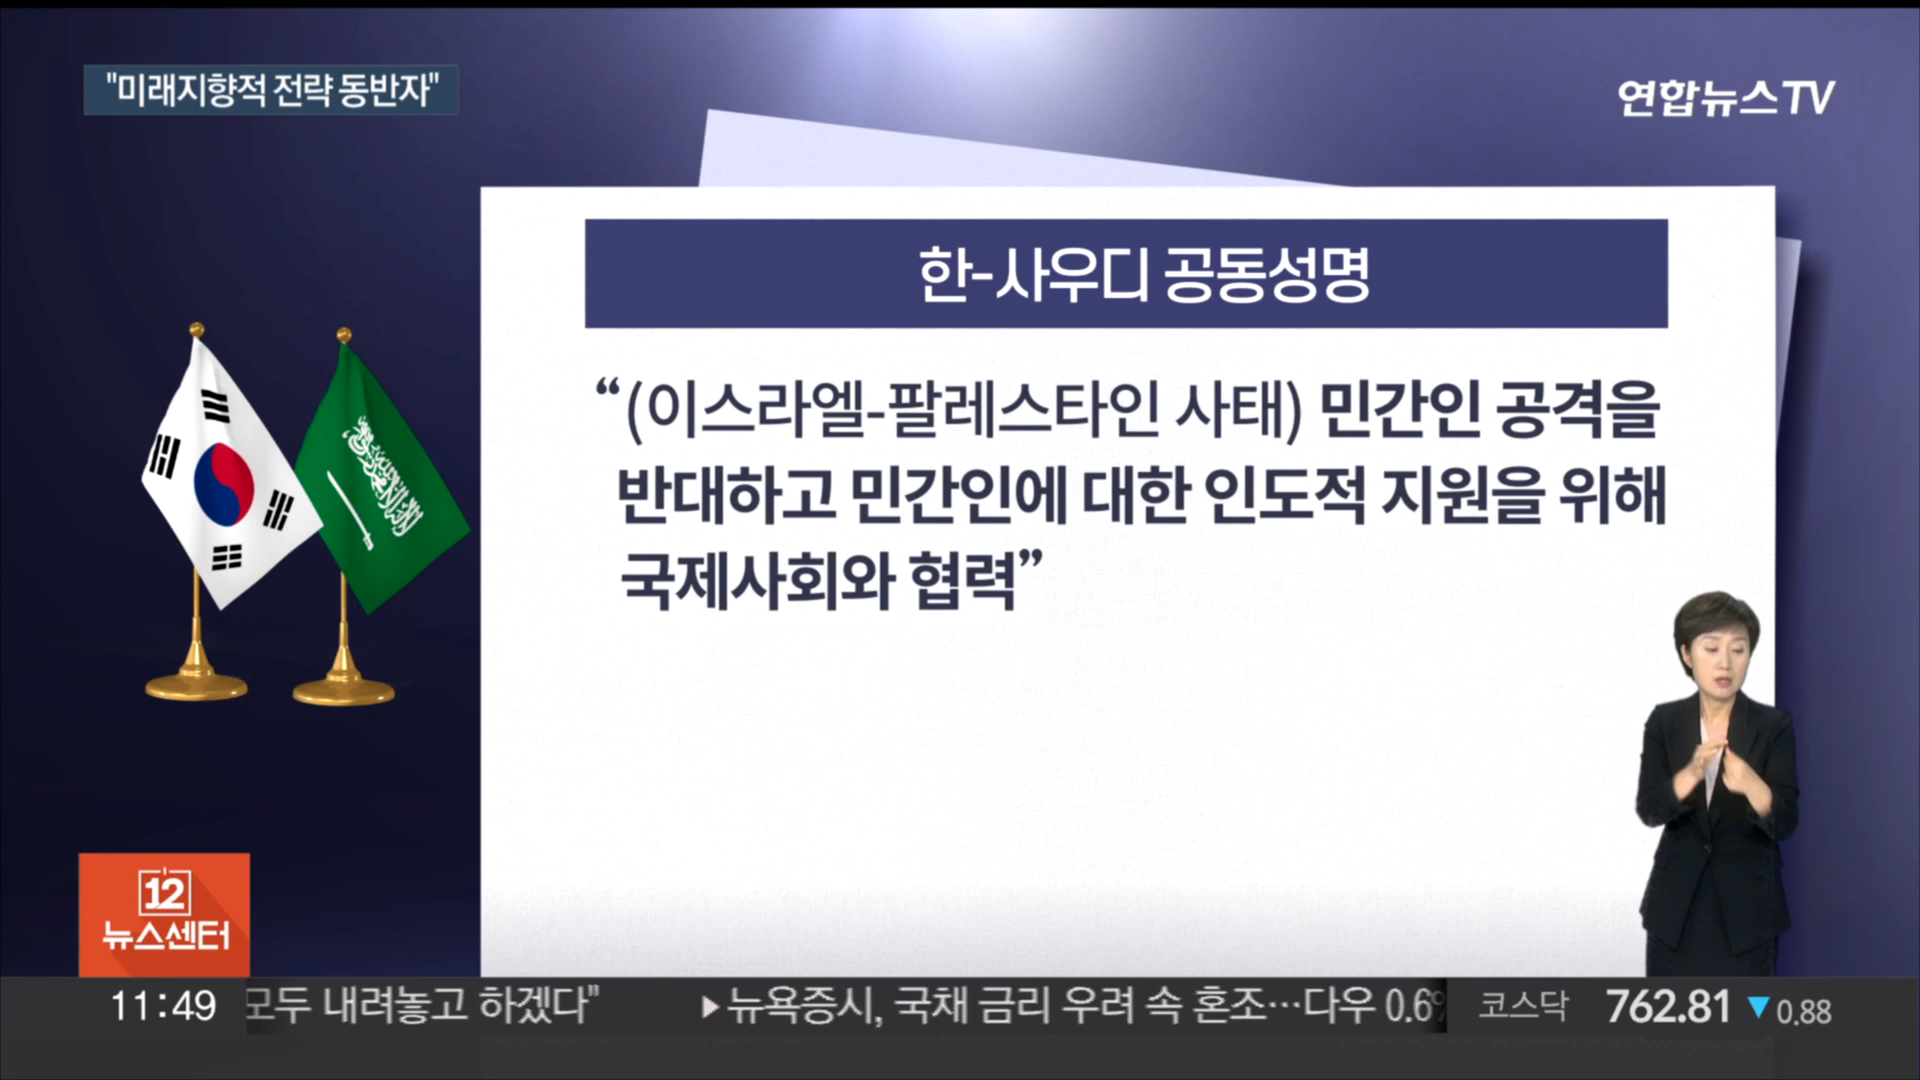 "미래지향적 전략 동반자"
연합뉴스TV
한-사우디 공동성명
“(이스라엘-팔레스타인 사태) 민간인 공격을
반대하고 민간인에 대한 인도적 지원을 위해
국제사회와 협력”
12
뉴스센터
11:49 모두 내려놓고 하겠다” ▶뉴욕증시, 국채 금리 우려 속 혼조…다우 0.6% 코스닥 762.81 ▼0.88